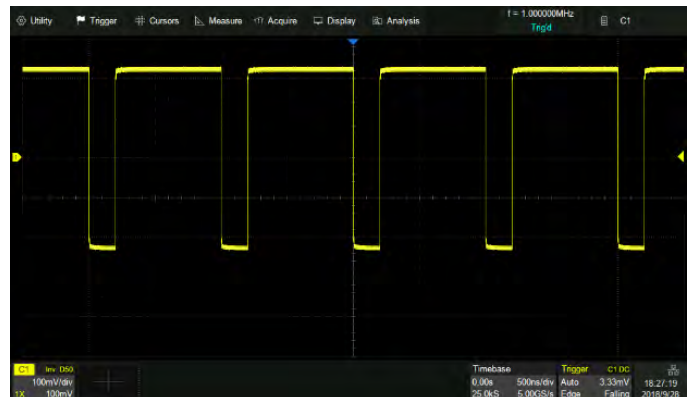 Utility Trigger Cursors Measure Acquire Display Analysis f = 1.000000MHz C1
Trig'd
C1 Inv D50 Timebase Trigger C1 DC
100mV/div 0.00s 500ns/div Auto 3.33mV 18:27:19
1X 100mV 25.0kS 5.00GS/s Edge Falling 2018/9/28